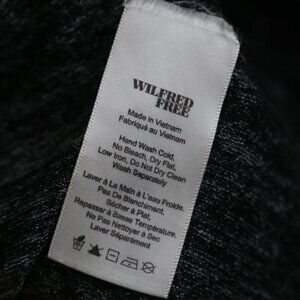 WILFRED
FREE
Made in Vietnam
Fabriqué au Vietnam
Hand Wash Cold,
No Bleach, Dry Flat,
Low Iron, Do Not Dry Clean
Wash Separately
Laver À La Main À L'eau Froide,
Pas De Blanchiment,
Sécher à Plat,
Repasser à Basse Température,
Ne Pas Nettoyer à Sec
Laver Séparément